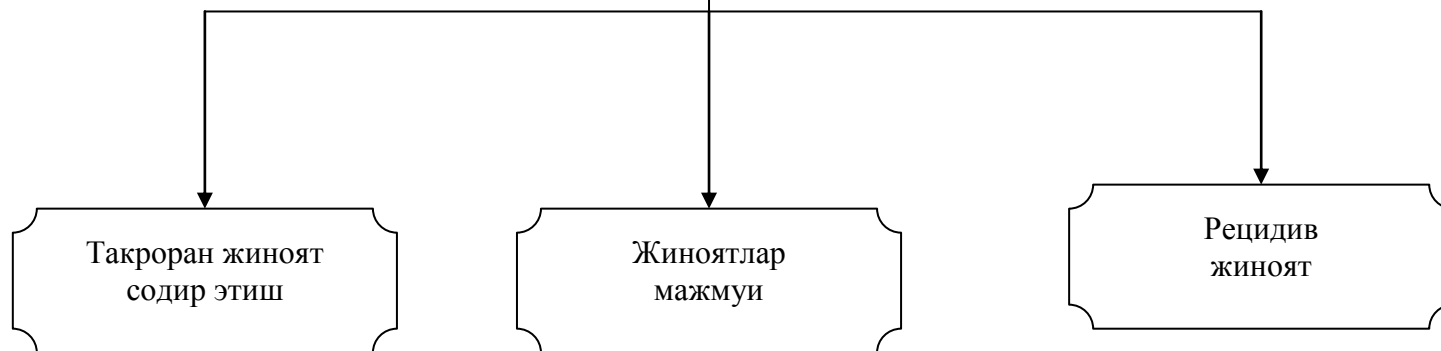 Такроран жиноят
содир этиш
Жиноятлар
мажмуи
Рецидив
жиноят